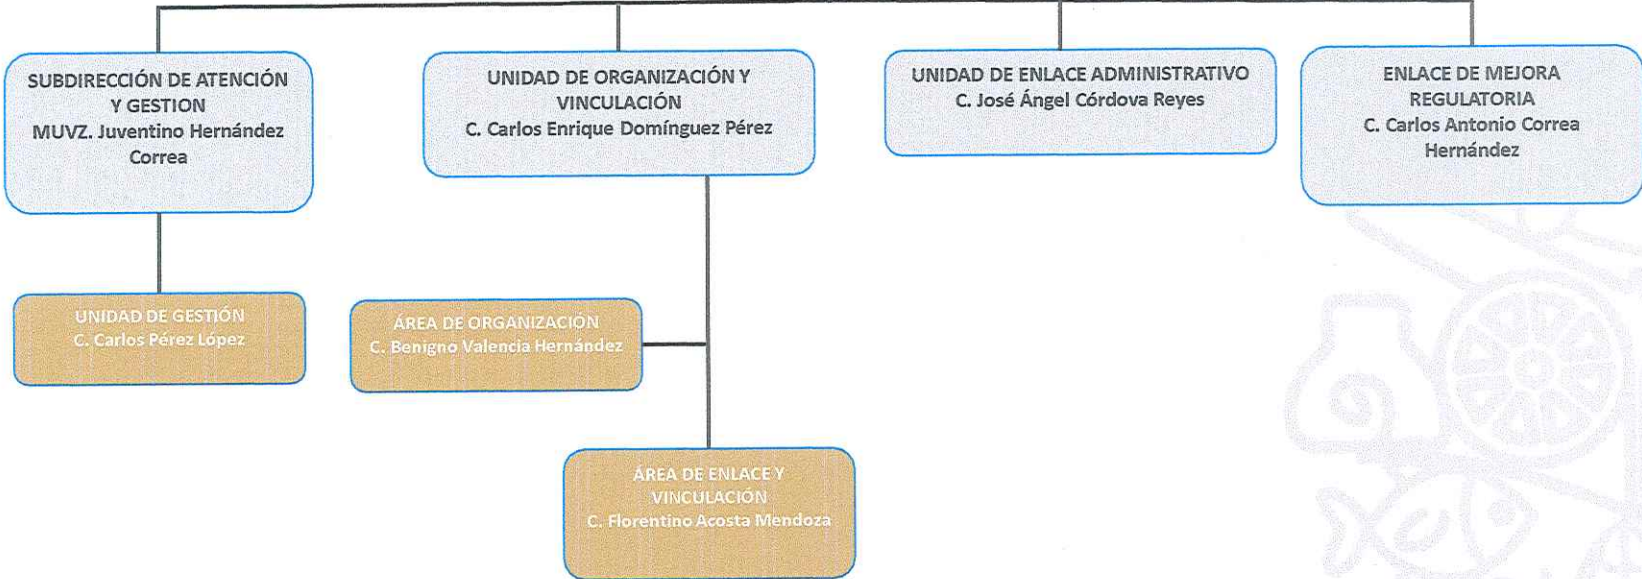 SUBDIRECCIÓN DE ATENCIÓN
Y GESTION
MUVZ. Juventino Hernández
Correa
UNIDAD DE ORGANIZACIÓN Y
VINCULACIÓN
C. Carlos Enrique Domínguez Pérez
UNIDAD DE ENLACE ADMINISTRATIVO
C. José Ángel Córdova Reyes
ENLACE DE MEJORA
REGULATORIA
C. Carlos Antonio Correa
Hernández
UNIDAD DE GESTIÓN
C. Carlos Pérez López
ÁREA DE ORGANIZACIÓN
C. Benigno Valencia Hernández
ÁREA DE ENLACE Y
VINCULACIÓN
C. Florentino Acosta Mendoza